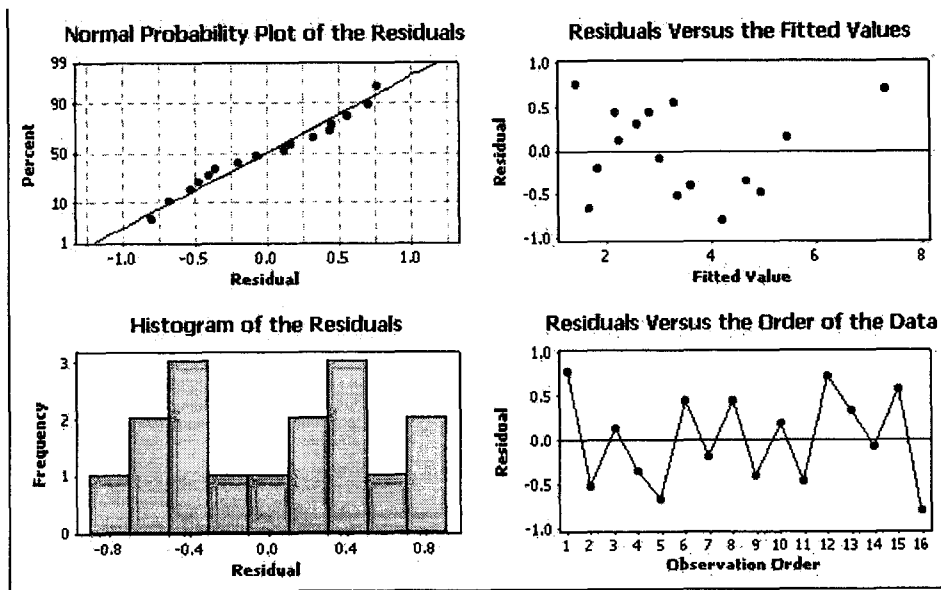 Normal Probability Plot of the Residuals
99
90
50
10
1
Percent
-1.0 -0.5 0.0 0.5 1.0
Residual
Residuals Versus the Fitted Values
1.0
0.5
0.0
-0.5
-1.0
Residual
2 4 6 8
Fitted Value
Histogram of the Residuals
3
2
1
0
Frequency
-0.8 -0.4 0.0 0.4 0.8
Residual
Residuals Versus the Order of the Data
1.0
0.5
0.0
-0.5
-1.0
Residual
1 2 3 4 5 6 7 8 9 10 11 12 13 14 15 16
Observation Order